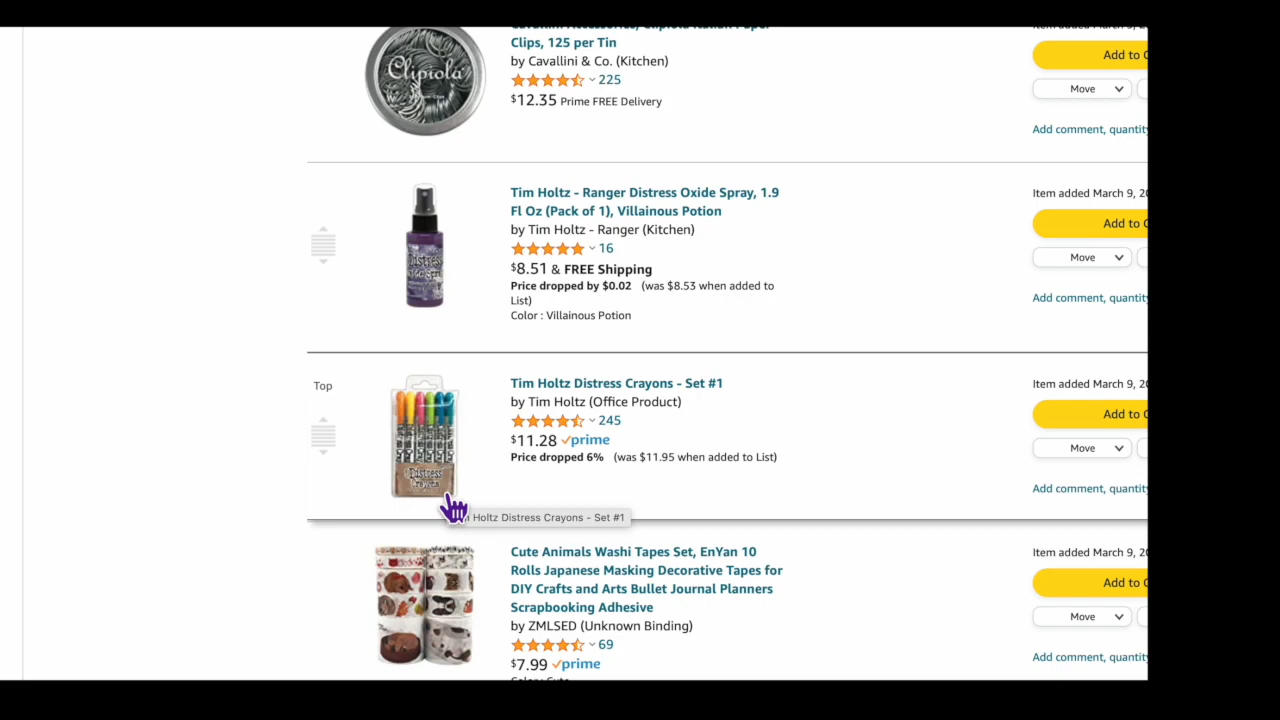 Clips, 125 per Tin
by Cavallini & Co. (Kitchen)
225
$12.35 Prime FREE Delivery
Clipiola
Add to C
Move
Add comment, quantity
Tim Holtz - Ranger Distress Oxide Spray, 1.9
Fl Oz (Pack of 1), Villainous Potion
by Tim Holtz - Ranger (Kitchen)
16
$8.51 & FREE Shipping
Price dropped by $0.02 (was $8.53 when added to
List)
Color : Villainous Potion
Distress
Item added March 9, 20
Add to C
Move
Add comment, quantity
Top
Tim Holtz Distress Crayons - Set #1
by Tim Holtz (Office Product)
245
$11.28 prime
Price dropped 6% (was $11.95 when added to List)
Distress
Crayons
Holtz Distress Crayons - Set #1
Item added March 9, 20
Add to C
Move
Add comment, quantity
Cute Animals Washi Tapes Set, EnYan 10
Rolls Japanese Masking Decorative Tapes for
DIY Crafts and Arts Bullet Journal Planners
Scrapbooking Adhesive
by ZMLSED (Unknown Binding)
69
$7.99 prime
Item added March 9, 20
Add to C
Move
Add comment, quantity